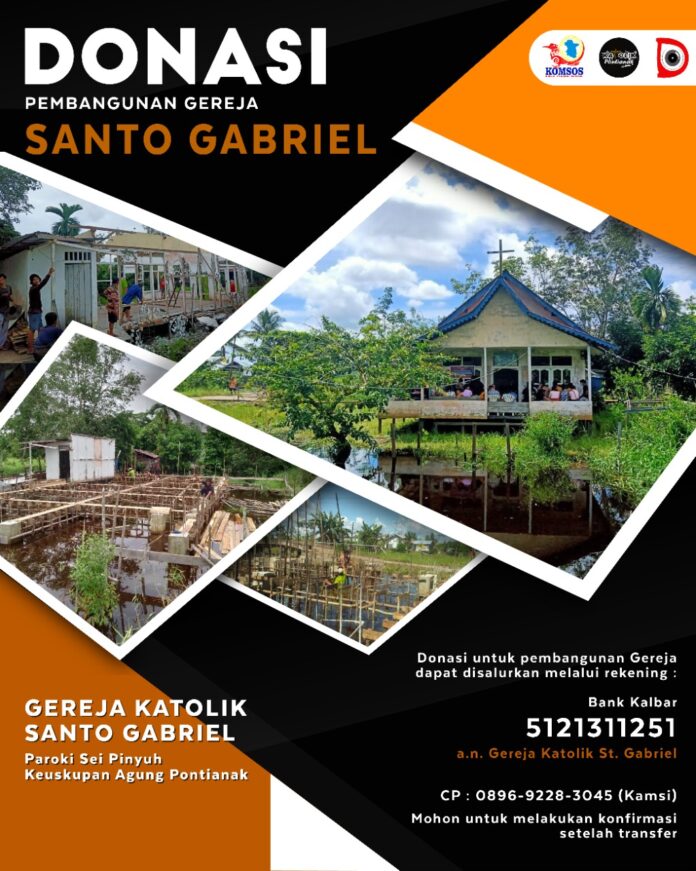 DONASI
PEMBANGUNAN GEREJA
SANTO GABRIEL
KOMSOS
GEREJA KATOLIK
SANTO GABRIEL
Paroki Sei Pinyuh
Keuskupan Agung Pontianak
Donasi untuk pembangunan Gereja
dapat disalurkan melalui rekening :
Bank Kalbar
5121311251
a.n. Gereja Katolik St. Gabriel
CP : 0896-9228-3045 (Kamsi)
Mohon untuk melakukan konfirmasi
setelah transfer